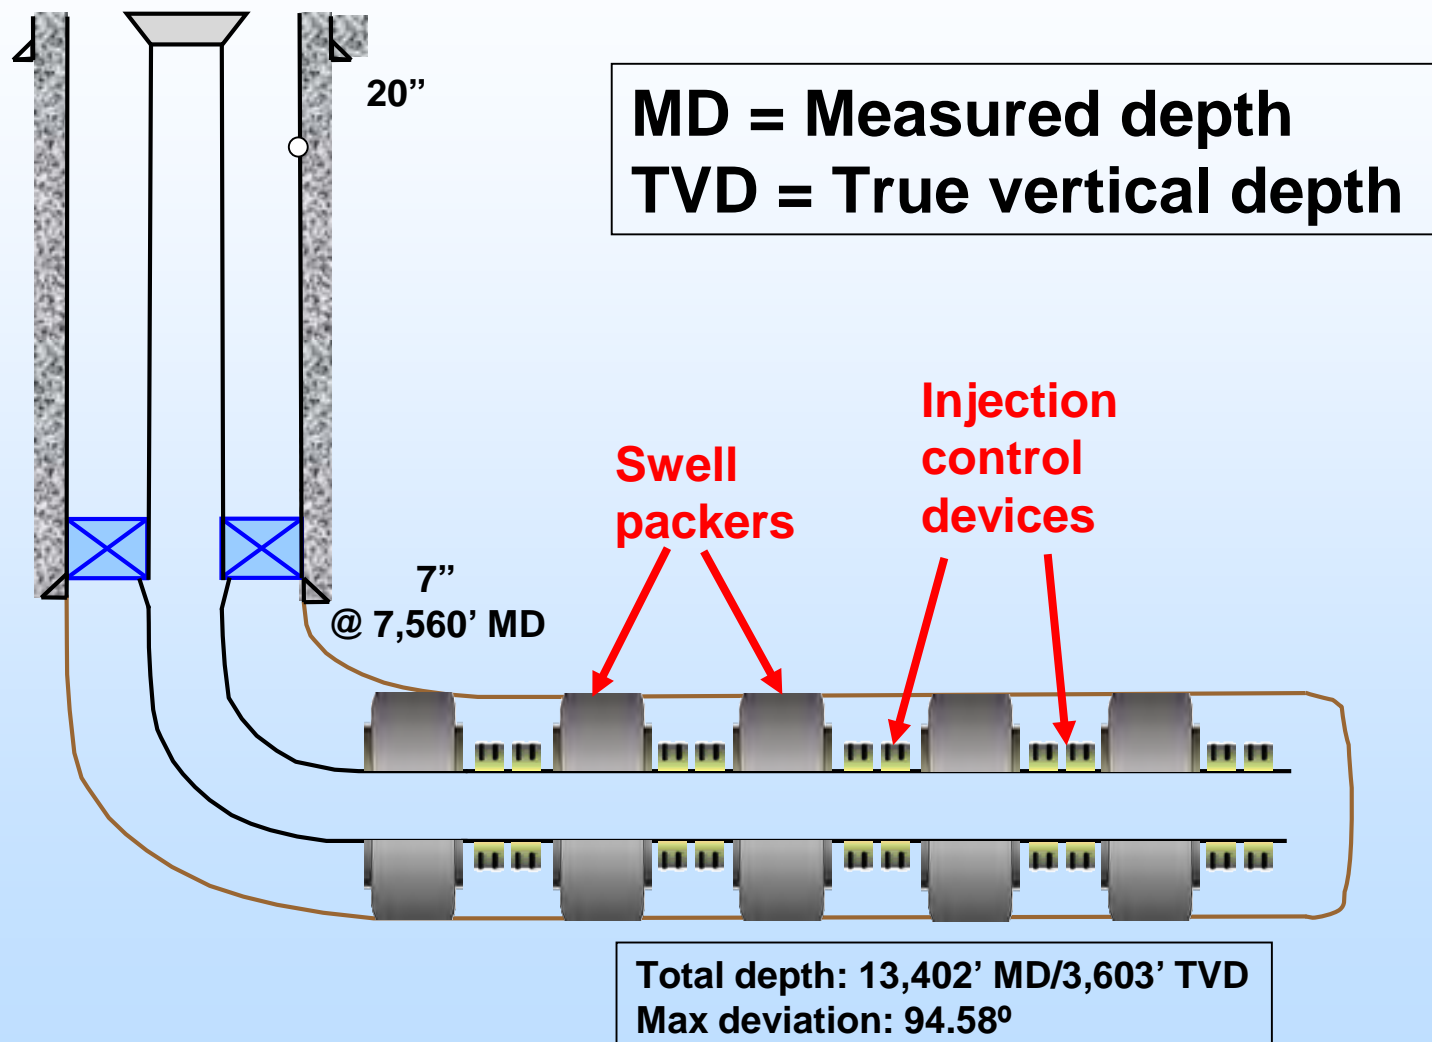 20”
MD = Measured depth
TVD = True vertical depth
Injection
control
devices
Swell
packers
7”
@ 7,560’ MD
Total depth: 13,402’ MD/3,603’ TVD
Max deviation: 94.58º